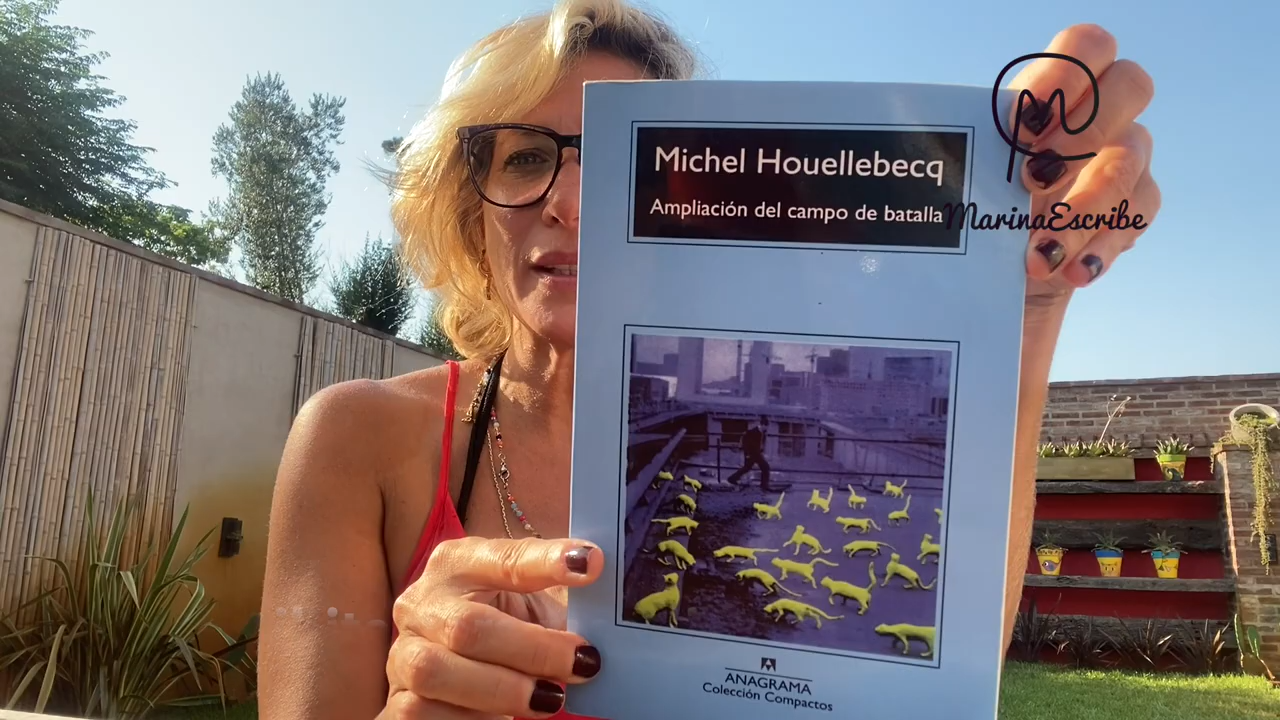 Michel Houellebecq
Ampliación del campo de batalla
MarinaEscribe
ANAGRAMA
Colección Compactos